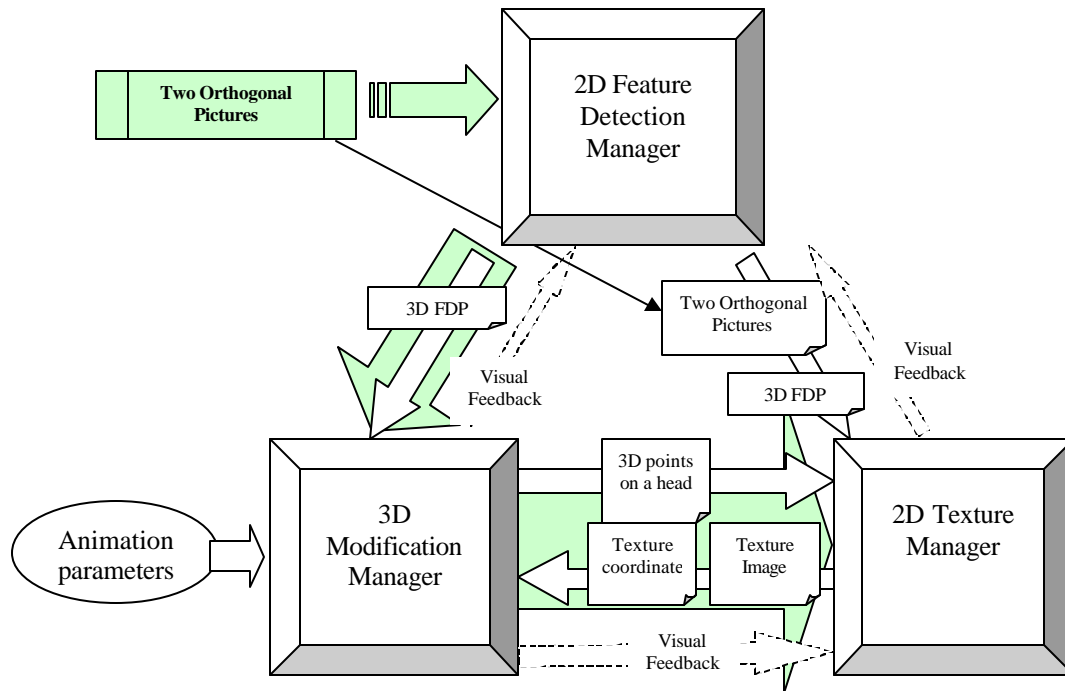 Two Orthogonal
Pictures
2D Feature
Detection
Manager
3D FDP
Visual
Feedback
Two Orthogonal
Pictures
Visual
Feedback
3D FDP
3D points
on a head
Animation
parameters
3D
Modification
Manager
Texture
coordinate
Texture
Image
2D Texture
Manager
Visual
Feedback